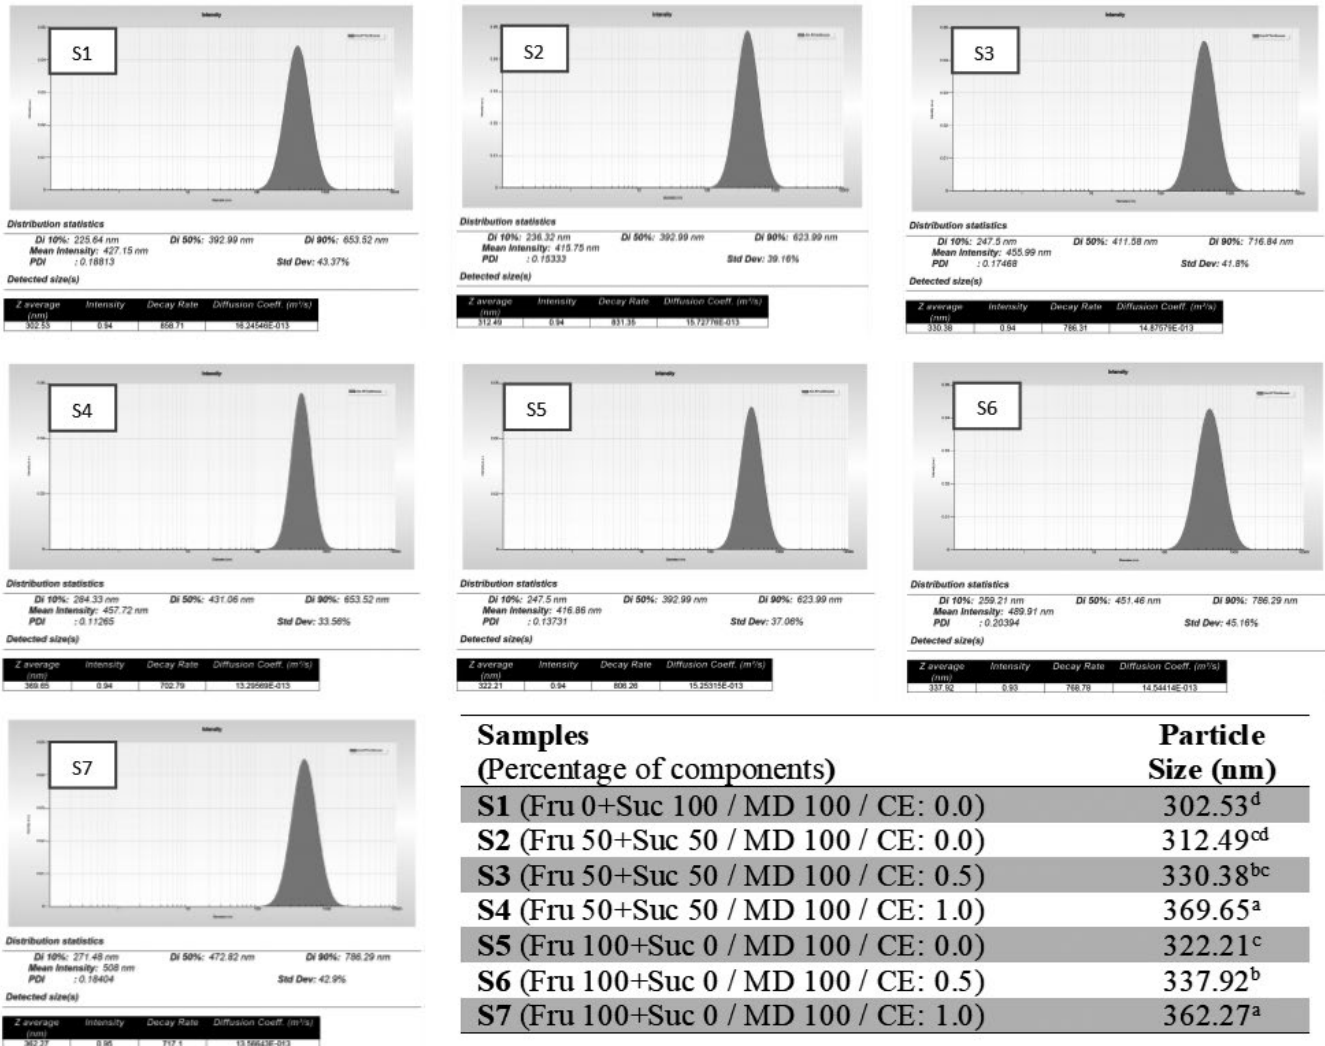 Intensity
S1
Distribution statistics
Di 10%: 225.64 nm Di 50%: 392.99 nm Di 90%: 653.52 nm
Mean Intensity: 427.15 nm
PDI : 0.18813 Std Dev: 43.37%
Detected size(s)
Z average (nm) Intensity Decay Rate Diffusion Coeff. (m²/s)
302.53 0.94 858.71 16.24546E-013
Intensity
S2
Distribution statistics
Di 10%: 236.32 nm Di 50%: 392.99 nm Di 90%: 623.99 nm
Mean Intensity: 415.75 nm
PDI : 0.15333 Std Dev: 39.16%
Detected size(s)
Z average (nm) Intensity Decay Rate Diffusion Coeff. (m²/s)
312.49 0.94 831.35 15.72776E-013
Intensity
S3
Distribution statistics
Di 10%: 247.5 nm Di 50%: 411.58 nm Di 90%: 716.84 nm
Mean Intensity: 455.99 nm
PDI : 0.17468 Std Dev: 41.8%
Detected size(s)
Z average (nm) Intensity Decay Rate Diffusion Coeff. (m²/s)
330.38 0.94 786.31 14.87579E-013
Intensity
S4
Distribution statistics
Di 10%: 284.33 nm Di 50%: 431.06 nm Di 90%: 653.52 nm
Mean Intensity: 457.72 nm
PDI : 0.11265 Std Dev: 33.56%
Detected size(s)
Z average (nm) Intensity Decay Rate Diffusion Coeff. (m²/s)
369.65 0.94 702.79 13.29569E-013
Intensity
S5
Distribution statistics
Di 10%: 247.5 nm Di 50%: 392.99 nm Di 90%: 623.99 nm
Mean Intensity: 416.86 nm
PDI : 0.13731 Std Dev: 37.06%
Detected size(s)
Z average (nm) Intensity Decay Rate Diffusion Coeff. (m²/s)
322.21 0.94 806.26 15.25315E-013
Intensity
S6
Distribution statistics
Di 10%: 259.21 nm Di 50%: 451.46 nm Di 90%: 786.29 nm
Mean Intensity: 489.91 nm
PDI : 0.20394 Std Dev: 45.16%
Detected size(s)
Z average (nm) Intensity Decay Rate Diffusion Coeff. (m²/s)
337.92 0.93 768.78 14.54414E-013
Intensity
S7
Distribution statistics
Di 10%: 271.48 nm Di 50%: 472.82 nm Di 90%: 786.29 nm
Mean Intensity: 508 nm
PDI : 0.18404 Std Dev: 42.9%
Detected size(s)
Z average (nm) Intensity Decay Rate Diffusion Coeff. (m²/s)
362.27 0.95 717.1 13.56643E-013
Samples Particle
(Percentage of components) Size (nm)
S1 (Fru 0+Suc 100 / MD 100 / CE: 0.0) 302.53ᵈ
S2 (Fru 50+Suc 50 / MD 100 / CE: 0.0) 312.49ᶜᵈ
S3 (Fru 50+Suc 50 / MD 100 / CE: 0.5) 330.38ᵇᶜ
S4 (Fru 50+Suc 50 / MD 100 / CE: 1.0) 369.65ᵃ
S5 (Fru 100+Suc 0 / MD 100 / CE: 0.0) 322.21ᶜ
S6 (Fru 100+Suc 0 / MD 100 / CE: 0.5) 337.92ᵇ
S7 (Fru 100+Suc 0 / MD 100 / CE: 1.0) 362.27ᵃ